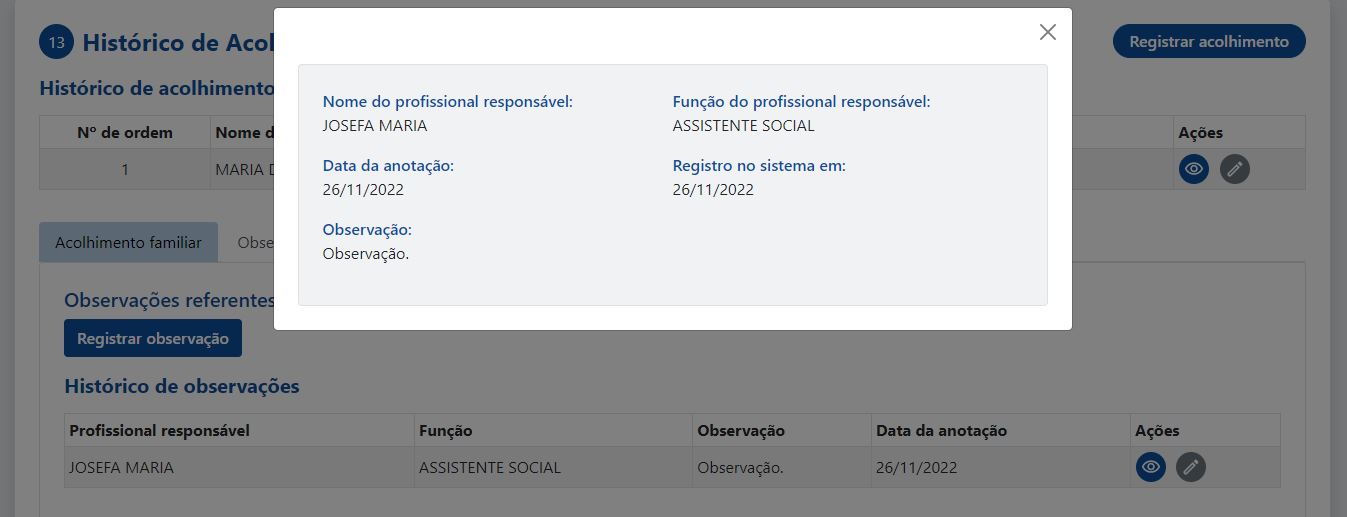 13 Histórico de Acol
Registrar acolhimento
Histórico de acolhimento
Nº de ordem Nome d Ações
1 MARIA D
Nome do profissional responsável: Função do profissional responsável:
JOSEFA MARIA ASSISTENTE SOCIAL
Data da anotação: Registro no sistema em:
26/11/2022 26/11/2022
Observação:
Observação.
Acolhimento familiar Obse
Observações referentes
Registrar observação
Histórico de observações
Profissional responsável Função Observação Data da anotação Ações
JOSEFA MARIA ASSISTENTE SOCIAL Observação. 26/11/2022